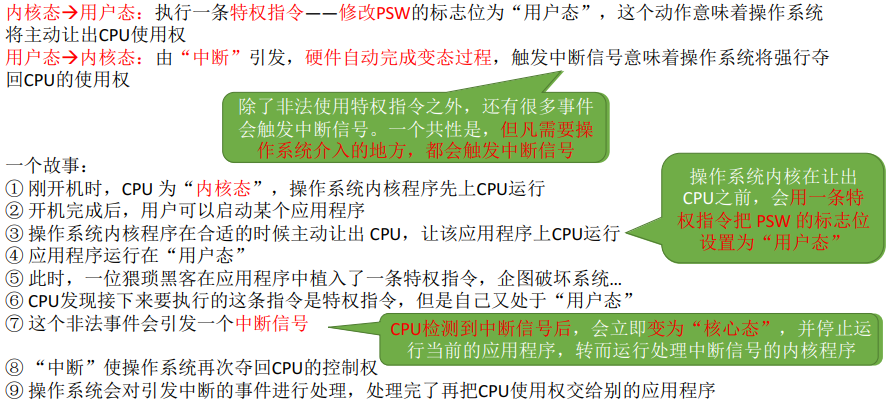 内核态→用户态：执行一条特权指令——修改PSW的标志位为“用户态”，这个动作意味着操作系统
将主动让出CPU使用权
用户态→内核态：由“中断”引发，硬件自动完成变态过程，触发中断信号意味着操作系统将强行夺
回CPU的使用权
除了非法使用特权指令之外，还有很多事件
会触发中断信号。一个共性是，但凡需要操
作系统介入的地方，都会触发中断信号
一个故事：
① 刚开机时，CPU 为“内核态”，操作系统内核程序先上CPU运行
② 开机完成后，用户可以启动某个应用程序
③ 操作系统内核程序在合适的时候主动让出 CPU，让该应用程序上CPU运行
操作系统内核在让出
CPU之前，会用一条特
权指令把 PSW 的标志位
设置为“用户态”
④ 应用程序运行在“用户态”
⑤ 此时，一位猥琐黑客在应用程序中植入了一条特权指令，企图破坏系统…
⑥ CPU发现接下来要执行的这条指令是特权指令，但是自己又处于“用户态”
⑦ 这个非法事件会引发一个中断信号
CPU检测到中断信号后，会立即变为“核心态”，并停止运
行当前的应用程序，转而运行处理中断信号的内核程序
⑧ “中断”使操作系统再次夺回CPU的控制权
⑨ 操作系统会对引发中断的事件进行处理，处理完了再把CPU使用权交给别的应用程序